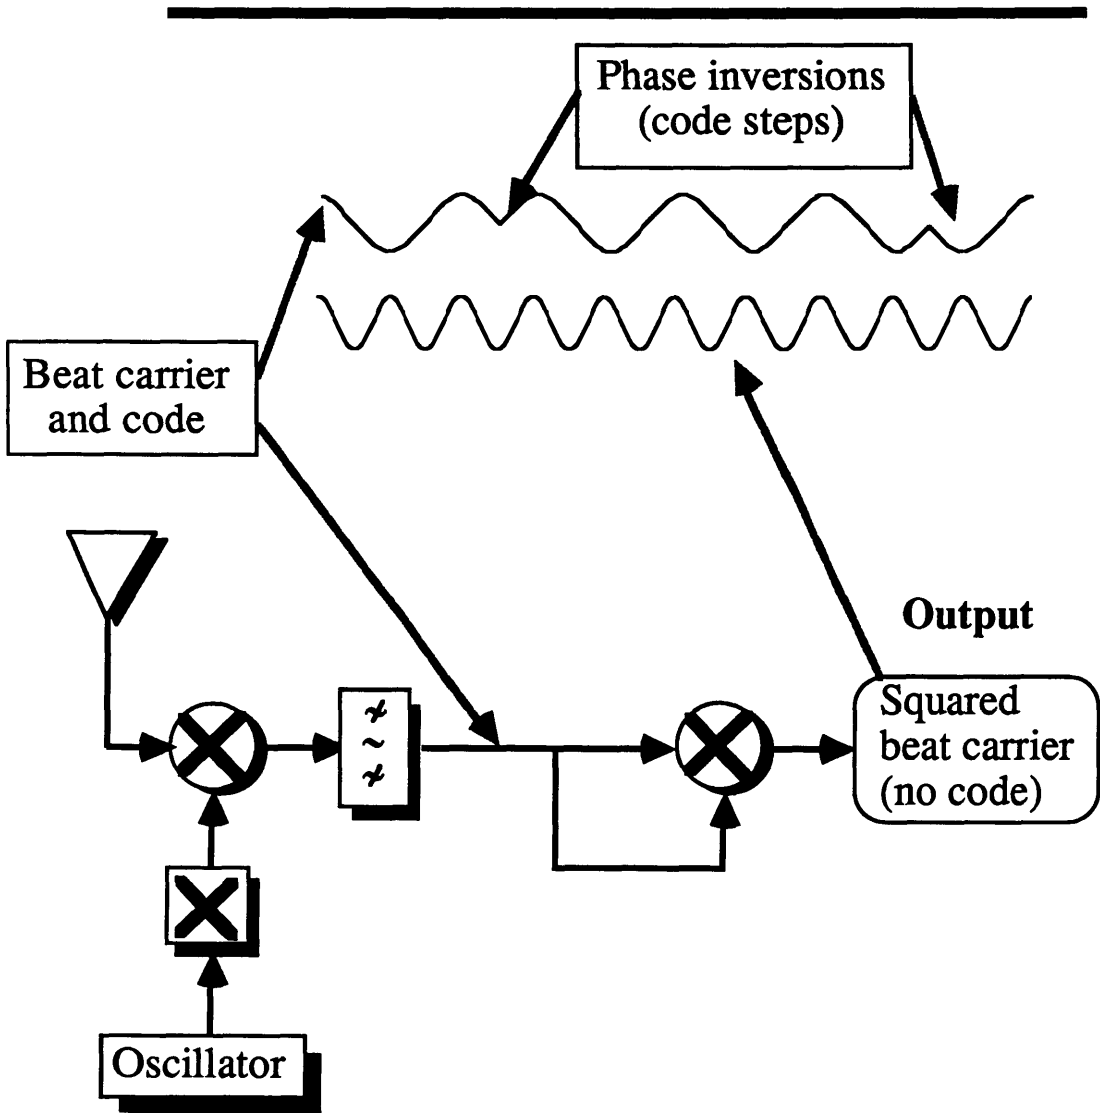 Phase inversions
(code steps)
Beat carrier
and code
Output
Squared
beat carrier
(no code)
Oscillator